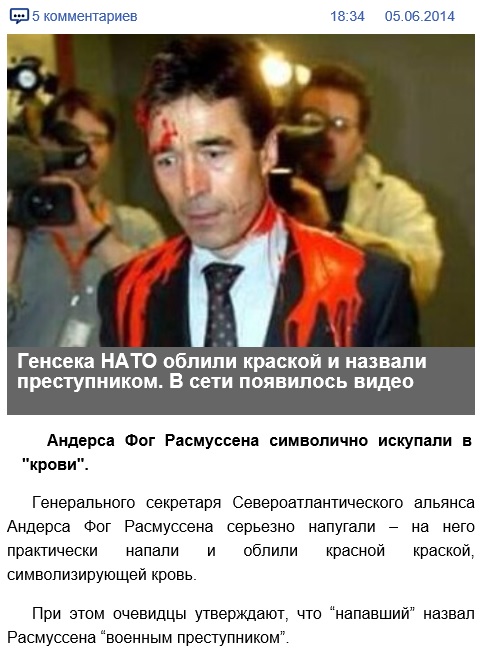 5 комментариев 18:34 05.06.2014
Генсека НАТО облили краской и назвали
преступником. В сети появилось видео
Андерса Фог Расмуссена символично искупали в
"крови".
Генерального секретаря Североатлантического альянса
Андерса Фог Расмуссена серьезно напугали – на него
практически напали и облили красной краской,
символизирующей кровь.
При этом очевидцы утверждают, что “напавший” назвал
Расмуссена “военным преступником”.